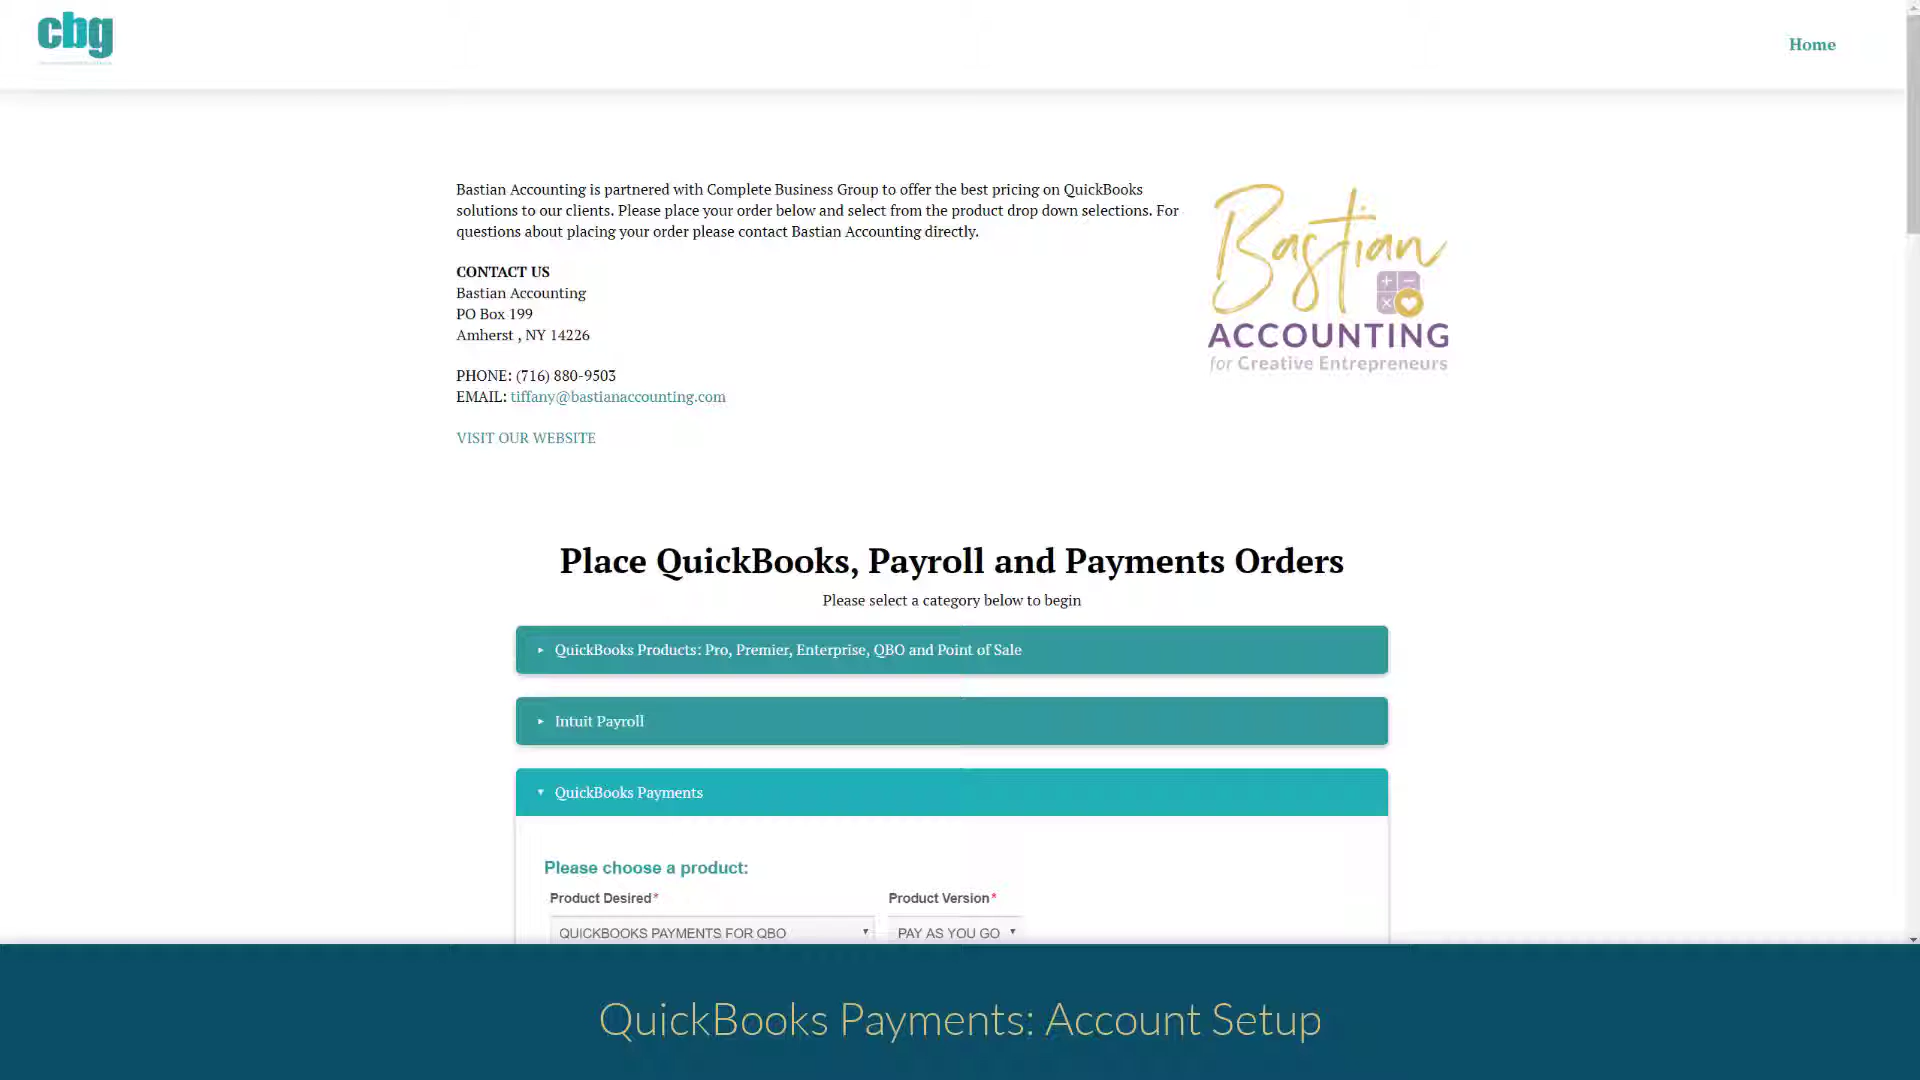 cbg
Home
Bastian Accounting is partnered with Complete Business Group to offer the best pricing on QuickBooks
solutions to our clients. Please place your order below and select from the product drop down selections. For
questions about placing your order please contact Bastian Accounting directly.
CONTACT US
Bastian Accounting
PO Box 199
Amherst , NY 14226
PHONE: (716) 880-9503
EMAIL: tiffany@bastianaccounting.com
VISIT OUR WEBSITE
Bastian
ACCOUNTING
for Creative Entrepreneurs
Place QuickBooks, Payroll and Payments Orders
Please select a category below to begin
QuickBooks Products: Pro, Premier, Enterprise, QBO and Point of Sale
Intuit Payroll
QuickBooks Payments
Please choose a product:
Product Desired* Product Version*
QUICKBOOKS PAYMENTS FOR QBO PAY AS YOU GO
QuickBooks Payments: Account Setup